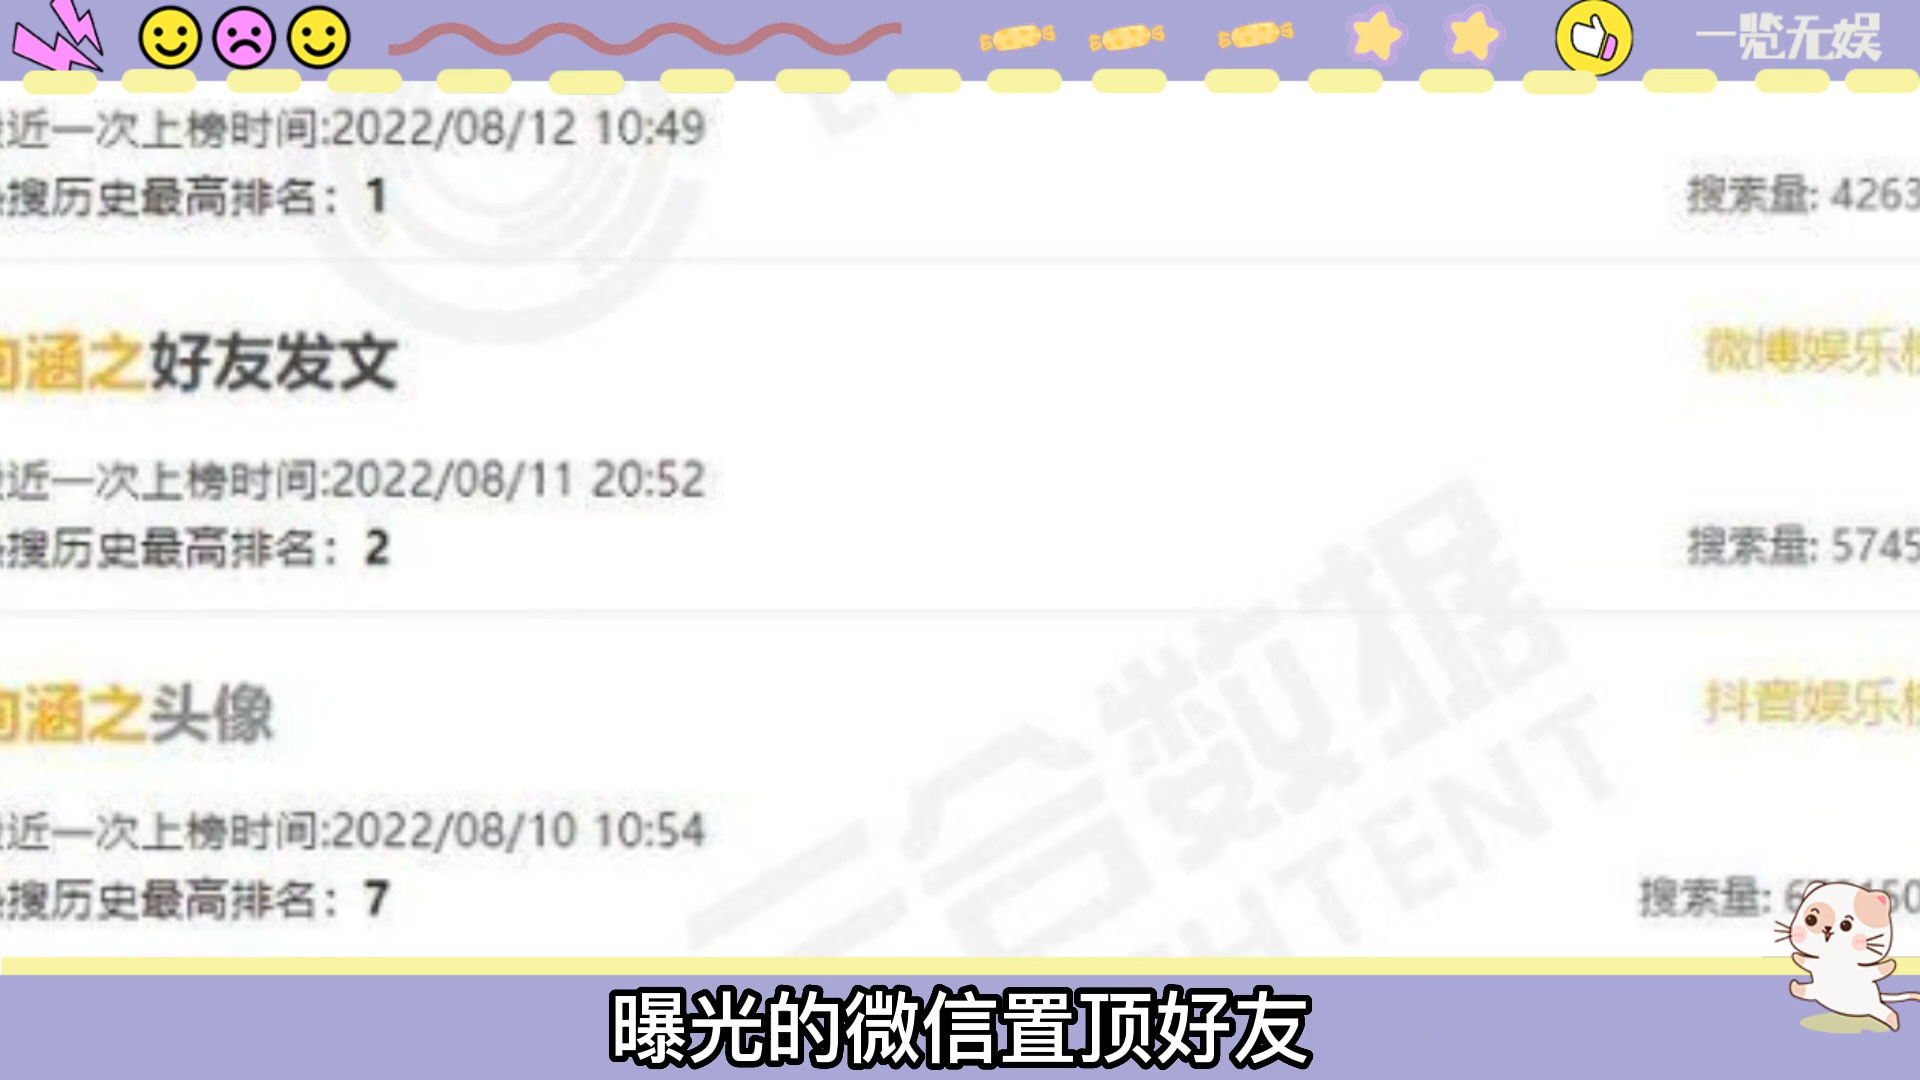 一览无娱
近一次上榜时间:2022/08/12 10:49
搜历史最高排名：1
搜索量: 4263
涵之好友发文
微博娱乐
近一次上榜时间:2022/08/11 20:52
搜历史最高排名：2
搜索量: 5745
涵之头像
抖音娱乐
近一次上榜时间:2022/08/10 10:54
搜历史最高排名：7
搜索量: 6
合数据
TENT
曝光的微信置顶好友